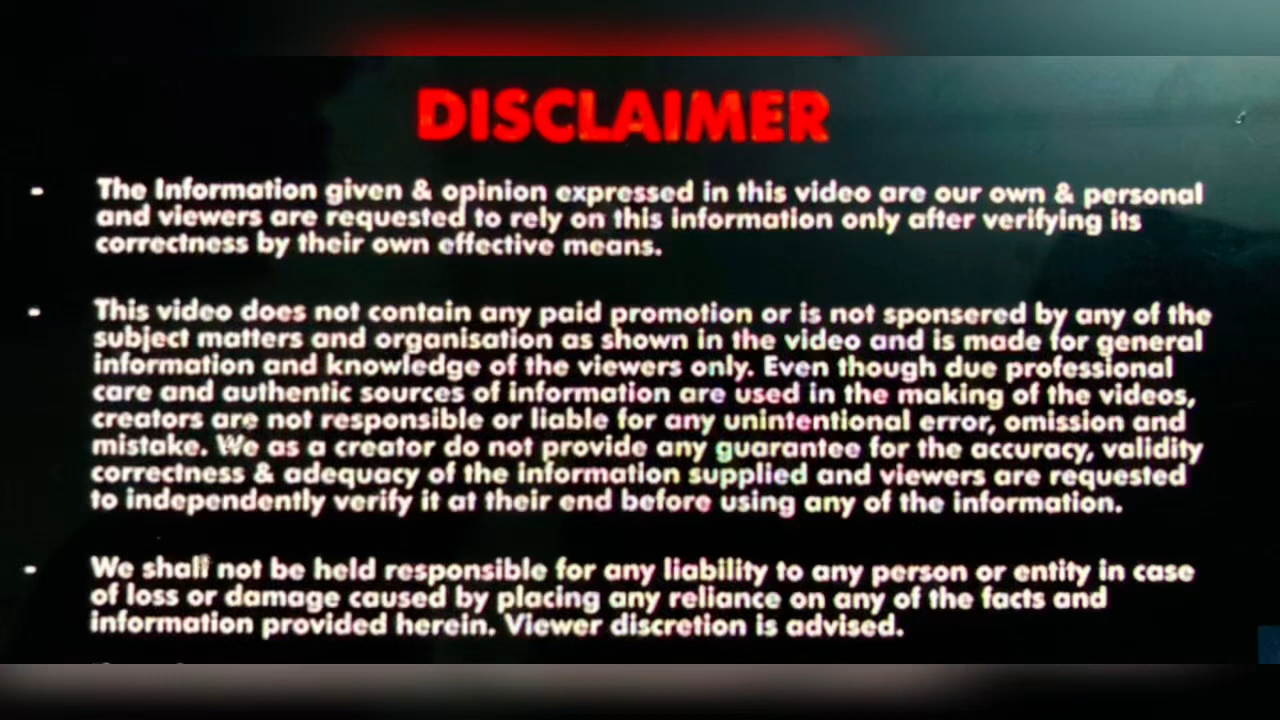 DISCLAIMER
- The Information given & opinion expressed in this video are our own & personal
and viewers are requested to rely on this information only after verifying its
correctness by their own effective means.
- This video does not contain any paid promotion or is not sponsered by any of the
subject matters and organisation as shown in the video and is made for general
information and knowledge of the viewers only. Even though due professional
care and authentic sources of information are used in the making of the videos,
creators are not responsible or liable for any unintentional error, omission and
mistake. We as a creator do not provide any guarantee for the accuracy, validity
correctness & adequacy of the information supplied and viewers are requested
to independently verify it at their end before using any of the information.
- We shall not be held responsible for any liability to any person or entity in case
of loss or damage caused by placing any reliance on any of the facts and
information provided herein. Viewer discretion is advised.